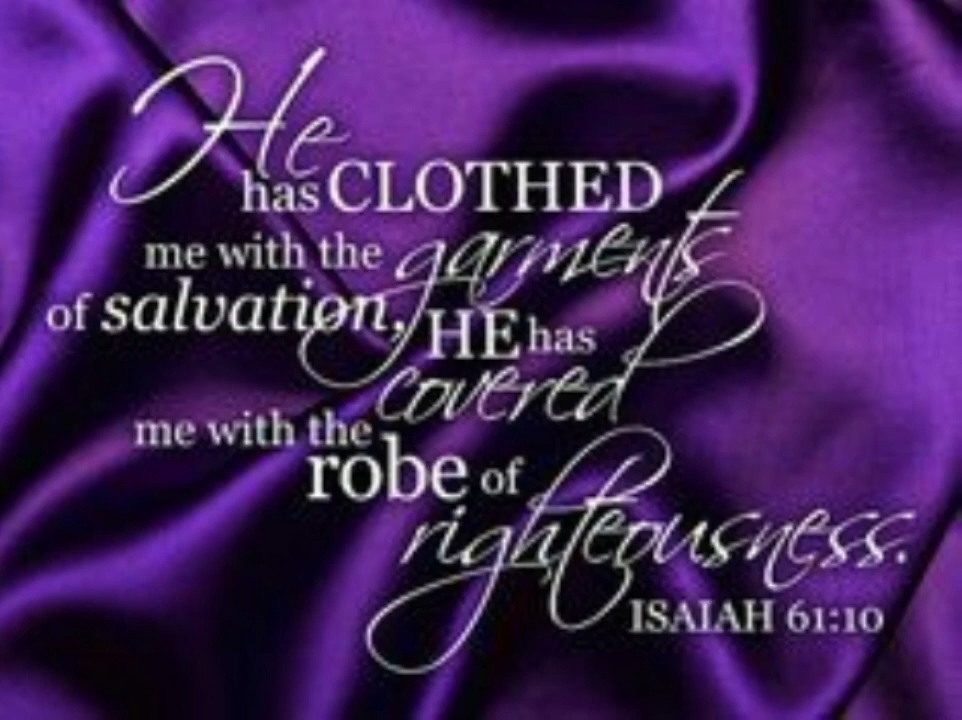 He
has CLOTHED
me with the garments
of salvation, HE has
covered
me with the
robe of
righteousness.
ISAIAH 61:10